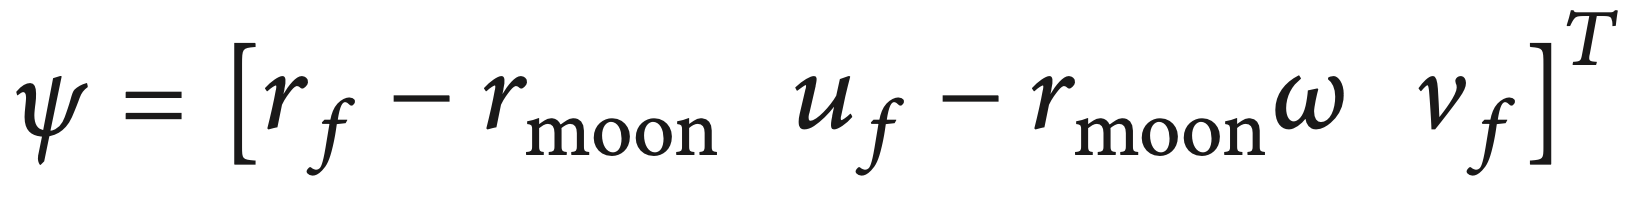 ψ = [r_f − r_moon  u_f − r_moon ω  v_f]^T